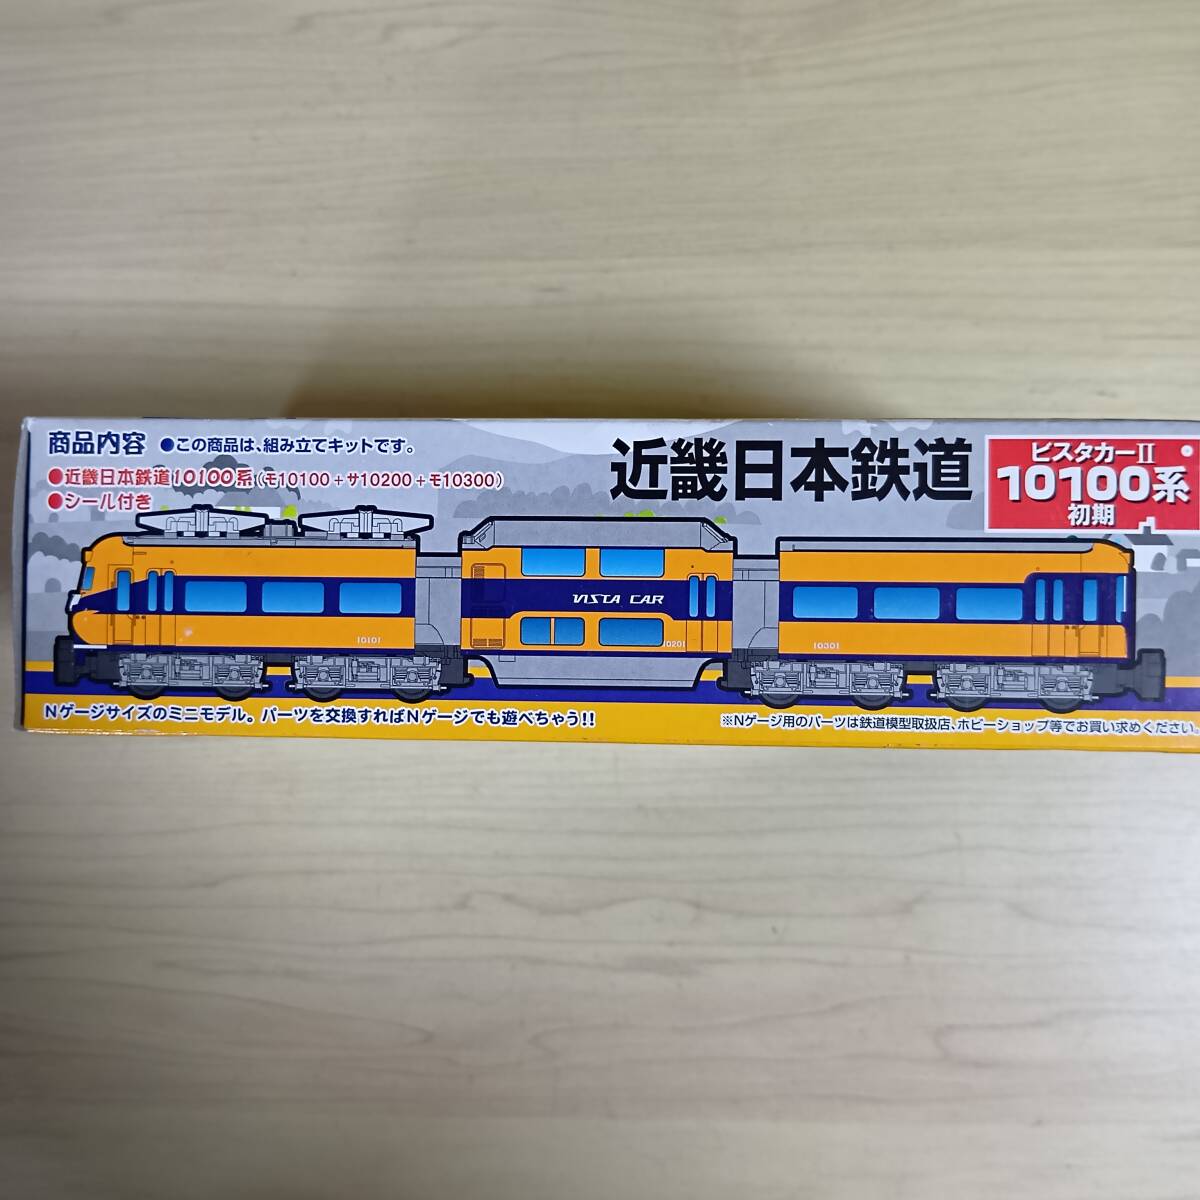 商品内容 ●この商品は、組み立てキットです。
●近畿日本鉄道10100系(モ10100+サ10200+モ10300)
●シール付き
近畿日本鉄道
ビスタカーⅡ
10100系
初期
VISTA CAR
10101
10201
10301
Nゲージサイズのミニモデル。パーツを交換すればNゲージでも遊べちゃう!!
※Nゲージ用のパーツは鉄道模型取扱店、ホビーショップ等でお買い求めください。